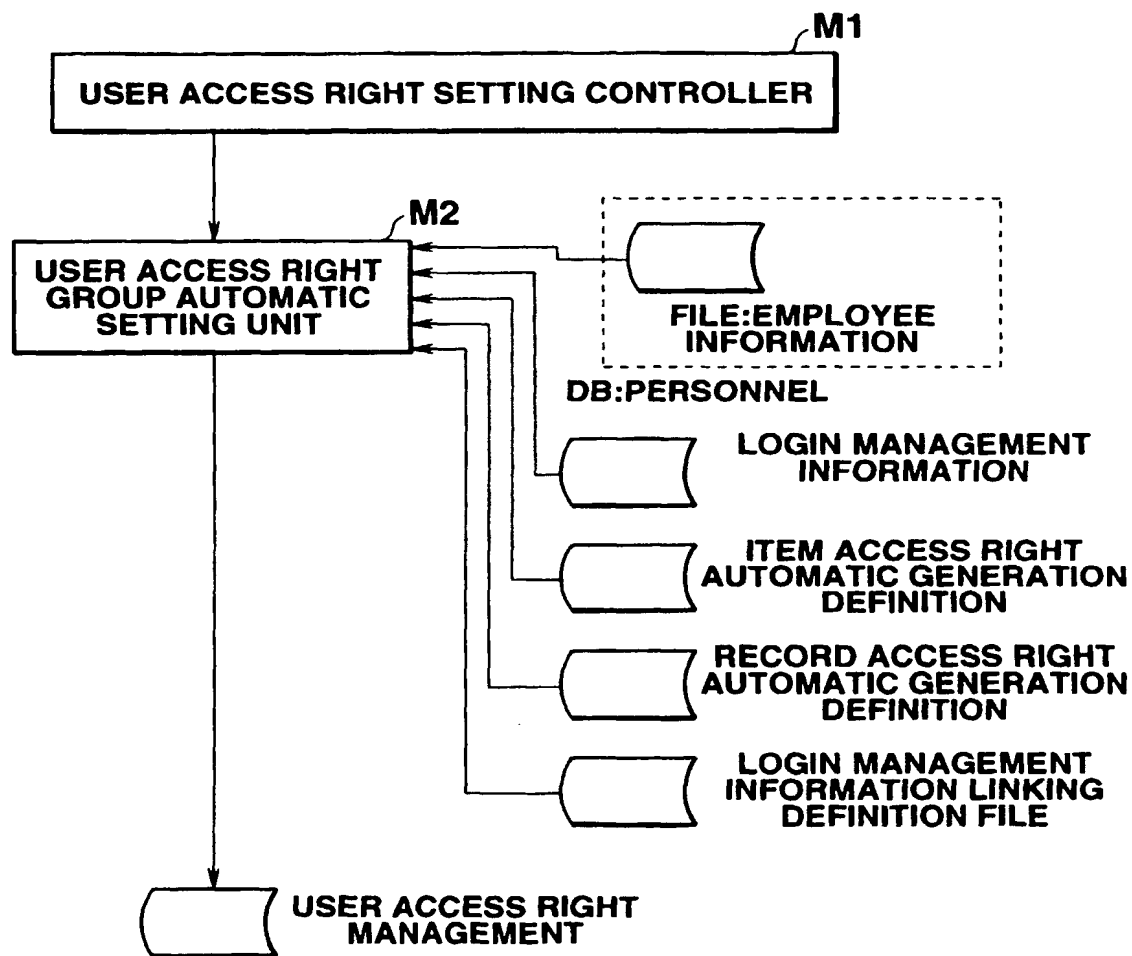 M1
USER ACCESS RIGHT SETTING CONTROLLER
M2
USER ACCESS RIGHT
GROUP AUTOMATIC
SETTING UNIT
FILE:EMPLOYEE
INFORMATION
DB:PERSONNEL
LOGIN MANAGEMENT
INFORMATION
ITEM ACCESS RIGHT
AUTOMATIC GENERATION
DEFINITION
RECORD ACCESS RIGHT
AUTOMATIC GENERATION
DEFINITION
LOGIN MANAGEMENT
INFORMATION LINKING
DEFINITION FILE
USER ACCESS RIGHT
MANAGEMENT